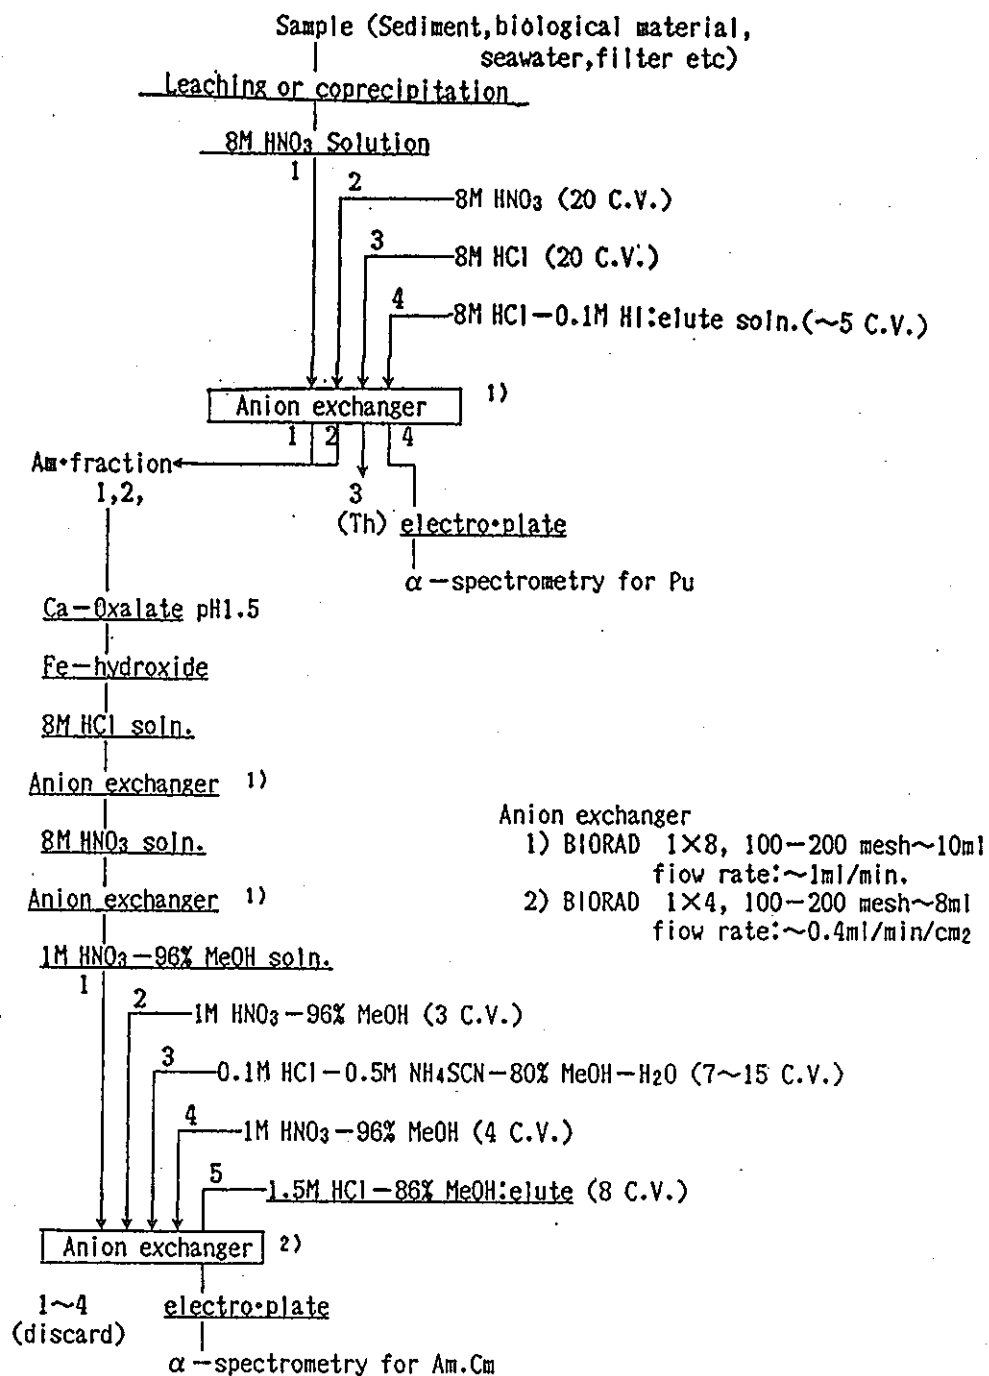 Sample (Sediment,biological material,
seawater,filter etc)
Leaching or coprecipitation
8M HNO₃ Solution
1
2
8M HNO₃ (20 C.V.)
3
8M HCl (20 C.V.)
4
8M HCl−0.1M HI:elute soln.(∼5 C.V.)
Anion exchanger 1)
1 2 4
Am・fraction
1,2,
3
(Th) electro・plate
α−spectrometry for Pu
Ca−Oxalate pH1.5
Fe−hydroxide
8M HCl soln.
Anion exchanger 1)
8M HNO₃ soln.
Anion exchanger 1)
1M HNO₃−96% MeOH soln.
Anion exchanger
1) BIORAD 1×8, 100−200 mesh∼10ml
fiow rate:∼1ml/min.
2) BIORAD 1×4, 100−200 mesh∼8ml
fiow rate:∼0.4ml/min/cm₂
1
2
1M HNO₃−96% MeOH (3 C.V.)
3
0.1M HCl−0.5M NH₄SCN−80% MeOH−H₂O (7∼15 C.V.)
4
1M HNO₃−96% MeOH (4 C.V.)
5
1.5M HCl−86% MeOH:elute (8 C.V.)
Anion exchanger 2)
1∼4
(discard)
electro・plate
α−spectrometry for Am.Cm